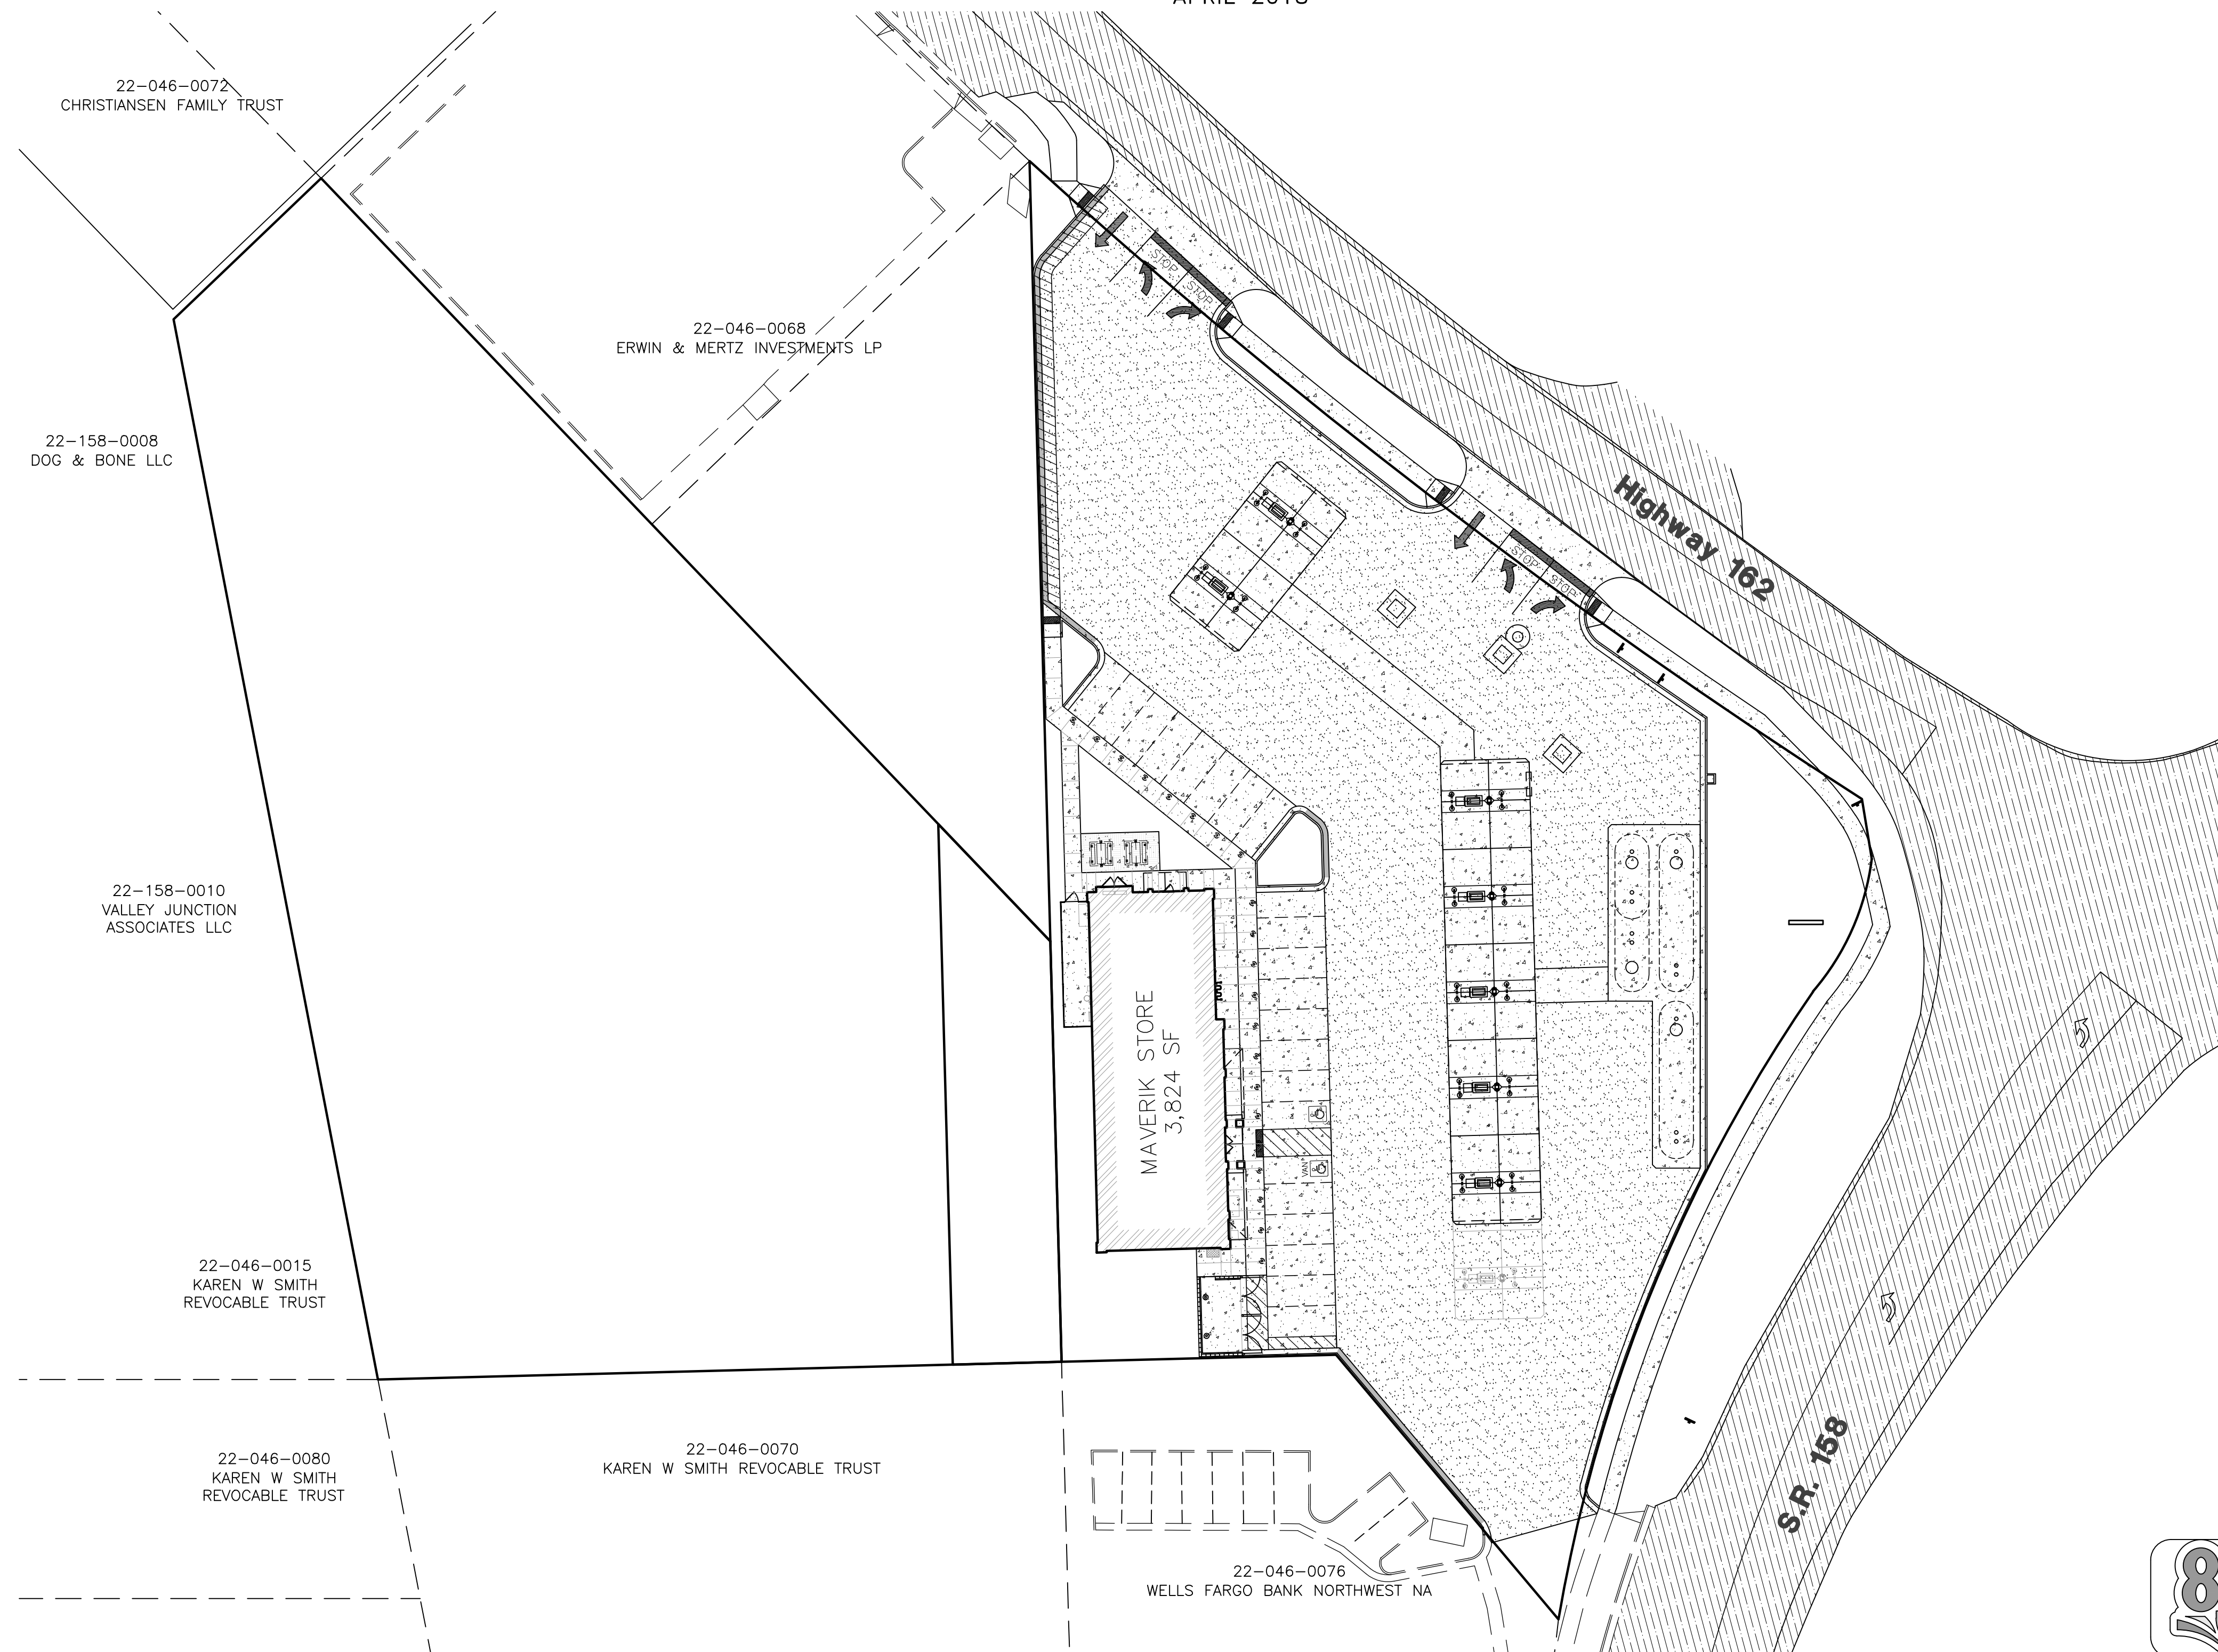 APRIL 2018
22-046-0072
CHRISTIANSEN FAMILY TRUST
22-046-0068
ERWIN & MERTZ INVESTMENTS LP
STOP
STOP
22-158-0008
DOG & BONE LLC
Highway 162
STOP
STOP
22-158-0010
VALLEY JUNCTION
ASSOCIATES LLC
MAVERIK STORE
3,824 SF
VAN
22-046-0015
KAREN W SMITH
REVOCABLE TRUST
22-046-0080
KAREN W SMITH
REVOCABLE TRUST
22-046-0070
KAREN W SMITH REVOCABLE TRUST
S.R. 158
22-046-0076
WELLS FARGO BANK NORTHWEST NA
8